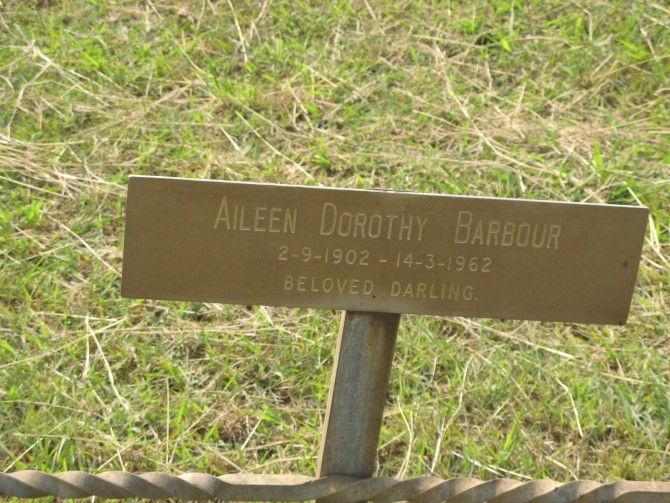 AILEEN DOROTHY BARBOUR
2-9-1902 - 14-3-1962
BELOVED DARLING.